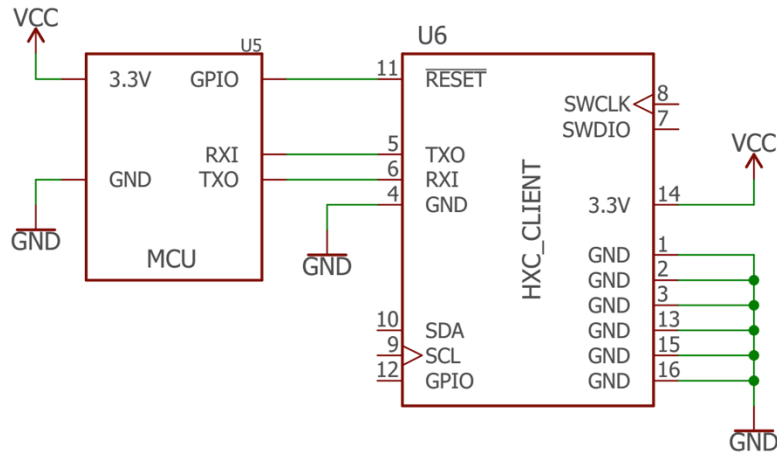 VCC
U5
3.3V
GPIO
RXI
GND
TXO
MCU
GND
U6
11
RESET
5
TXO
6
RXI
4
GND
GND
HXC_CLIENT
10
SDA
9
SCL
12
GPIO
SWCLK
8
SWDIO
7
VCC
3.3V
14
GND
1
GND
2
GND
3
GND
13
GND
15
GND
16
GND